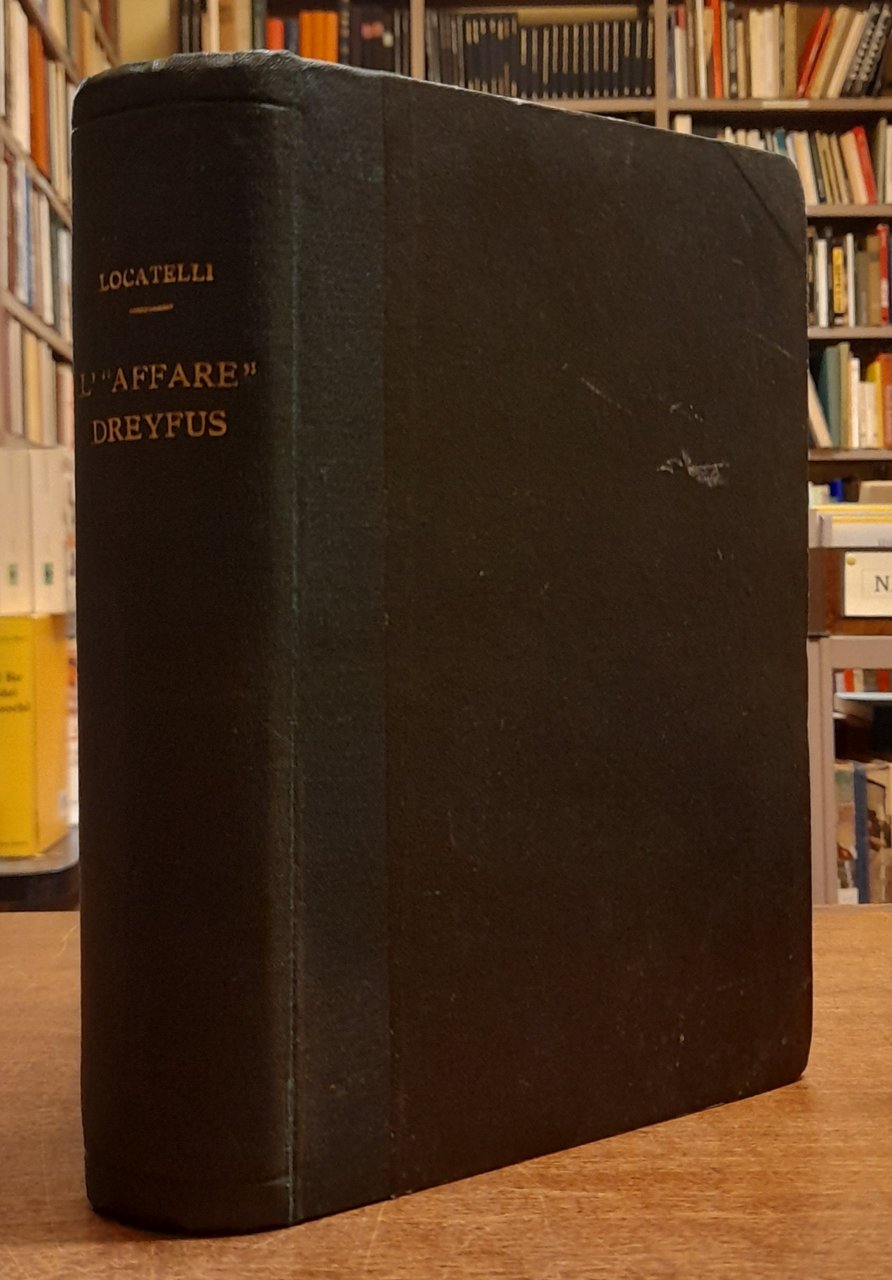 LOCATELLI
L' "AFFARE"
DREYFUS
N